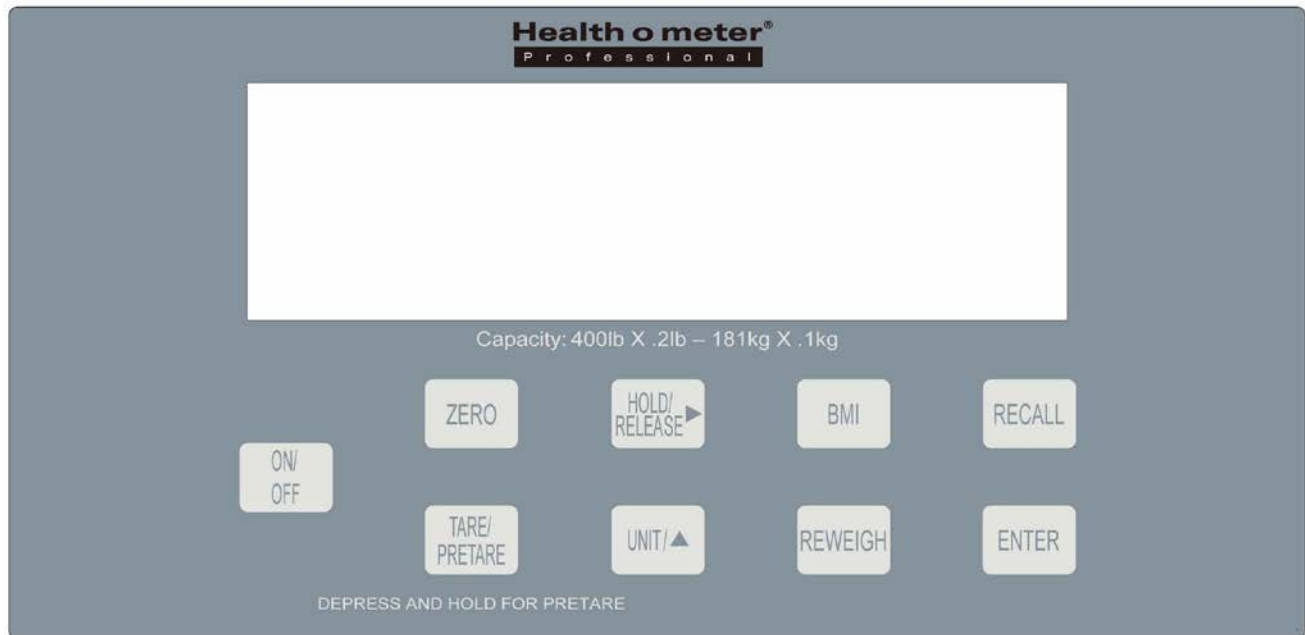 Health o meter®
Professional
Capacity: 400lb X .2lb – 181kg X .1kg
ZERO
HOLD/
RELEASE ▶
BMI
RECALL
ON/
OFF
TARE/
PRETARE
UNIT/▲
REWEIGH
ENTER
DEPRESS AND HOLD FOR PRETARE